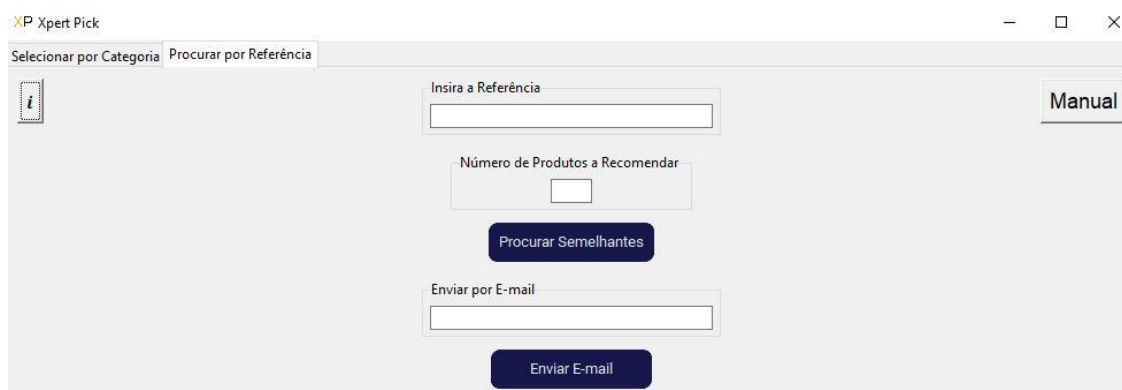 XP Xpert Pick
Selecionar por Categoria Procurar por Referência
i
Insira a Referência
Manual
Número de Produtos a Recomendar
Procurar Semelhantes
Enviar por E-mail
Enviar E-mail